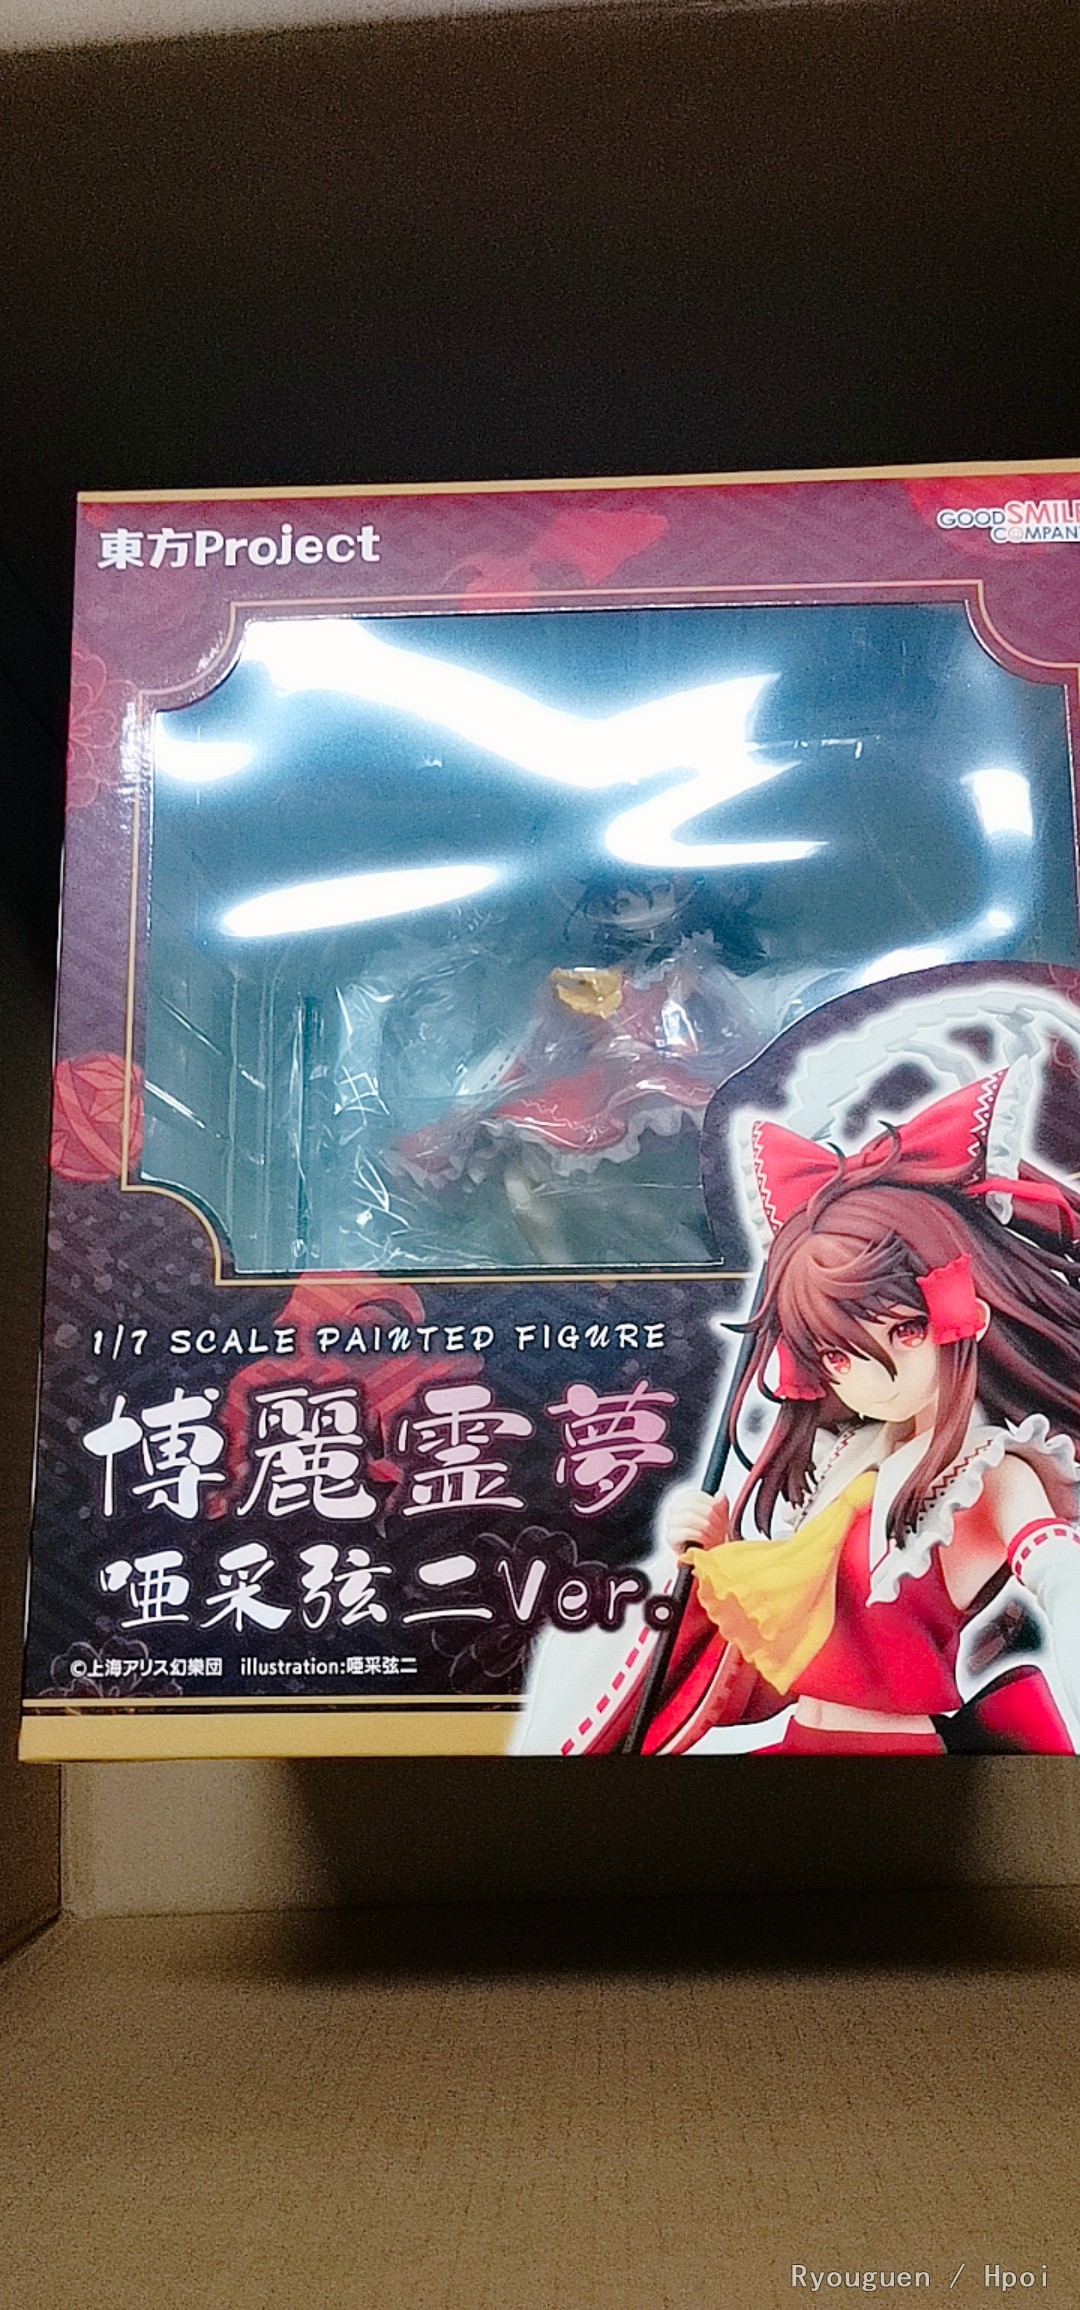 東方Project
GOOD SMILE
COMPANY
1/7 SCALE PAINTED FIGURE
博麗霊夢
唖采弦二Ver.
©上海アリス幻樂団 illustration:唖采弦二
Ryouguen / Hpoi